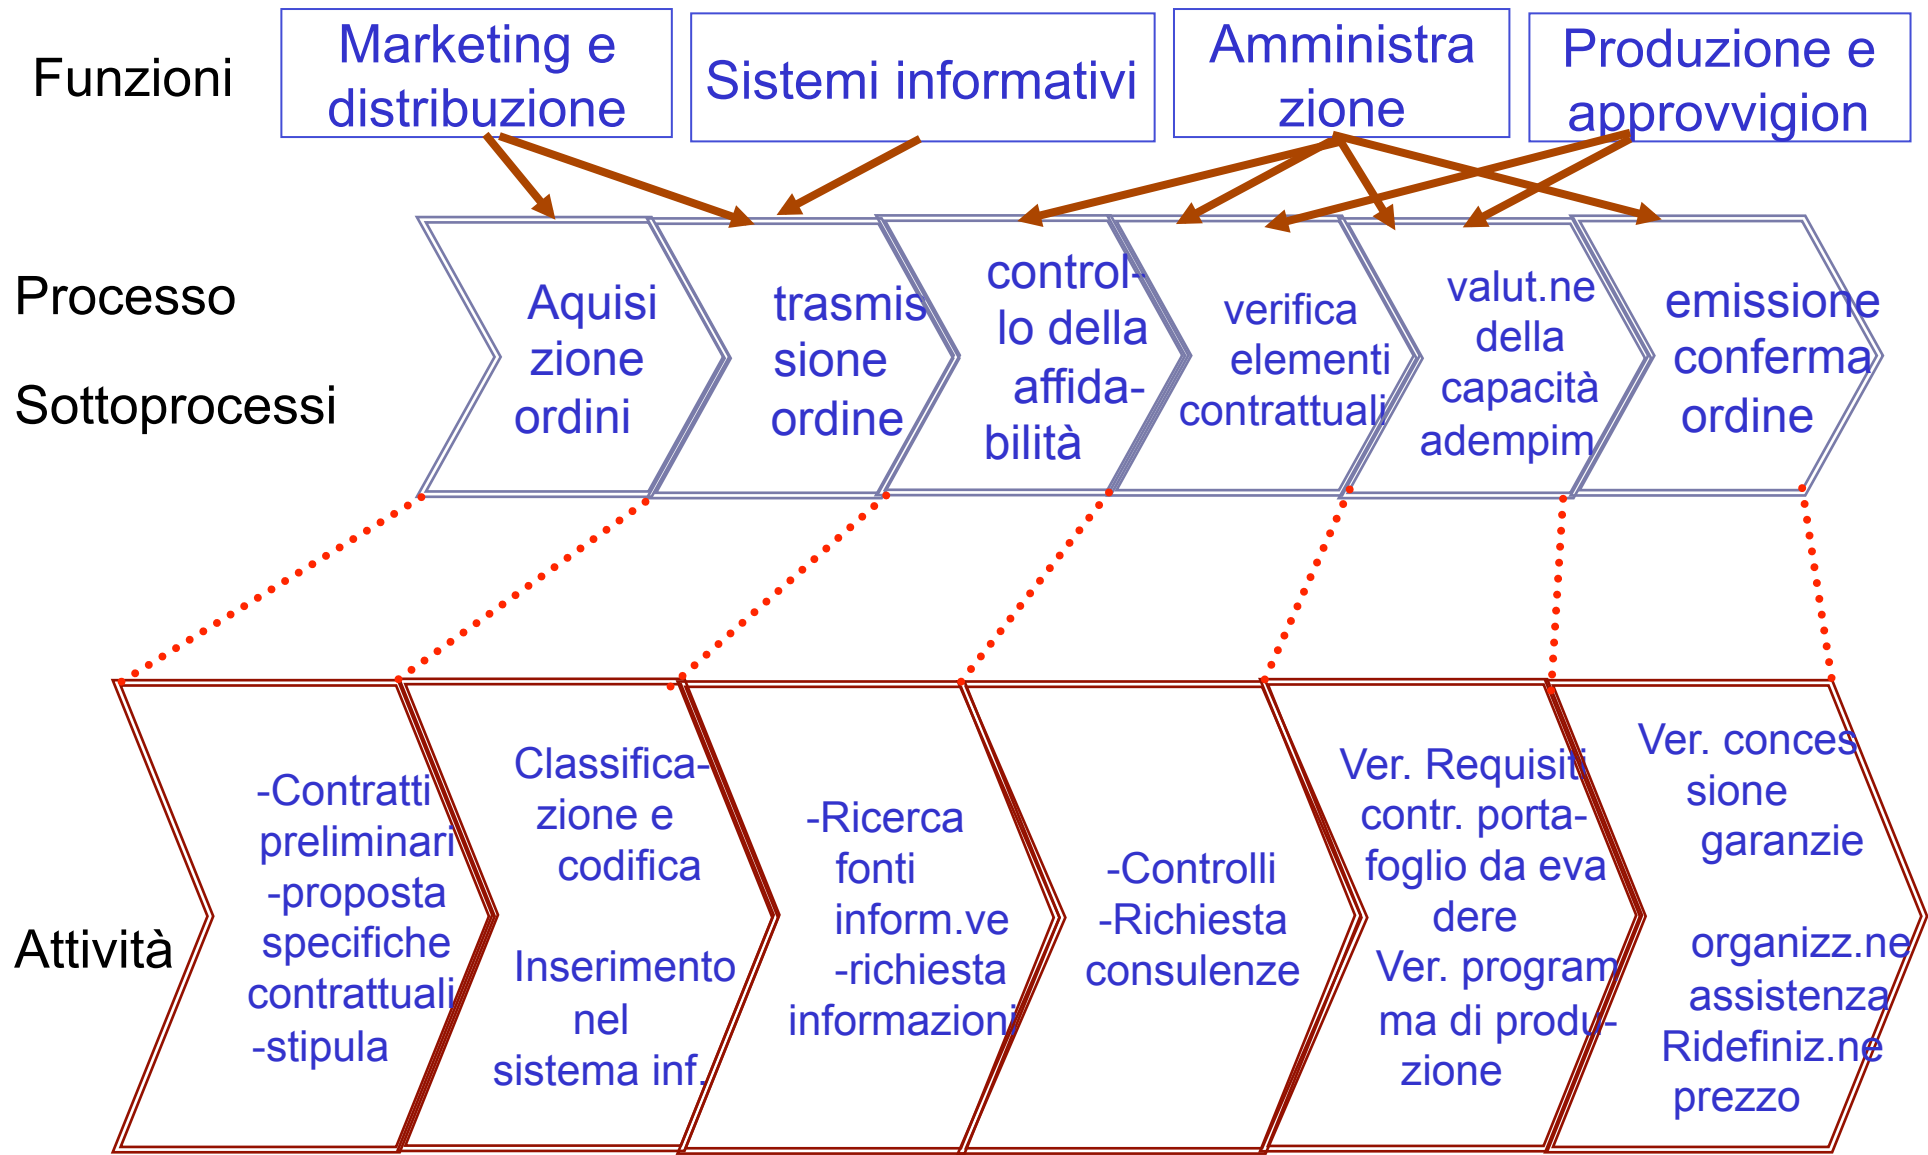 Funzioni
Marketing e
distribuzione
Sistemi informativi
Amministra
zione
Produzione e
approvvigion
Processo
Sottoprocessi
Aquisi
zione
ordini
trasmis
sione
ordine
control-
lo della
affida-
bilità
verifica
elementi
contrattuali
valut.ne
della
capacità
adempim
emissione
conferma
ordine
Attività
-Contratti
preliminari
-proposta
specifiche
contrattuali
-stipula
Classifica-
zione e
codifica
Inserimento
nel
sistema inf.
-Ricerca
fonti
inform.ve
-richiesta
informazioni
-Controlli
-Richiesta
consulenze
Ver. Requisiti
contr. porta-
foglio da eva
dere
Ver. program
ma di produ-
zione
Ver. conces
sione
garanzie
organizz.ne
assistenza
Ridefiniz.ne
prezzo